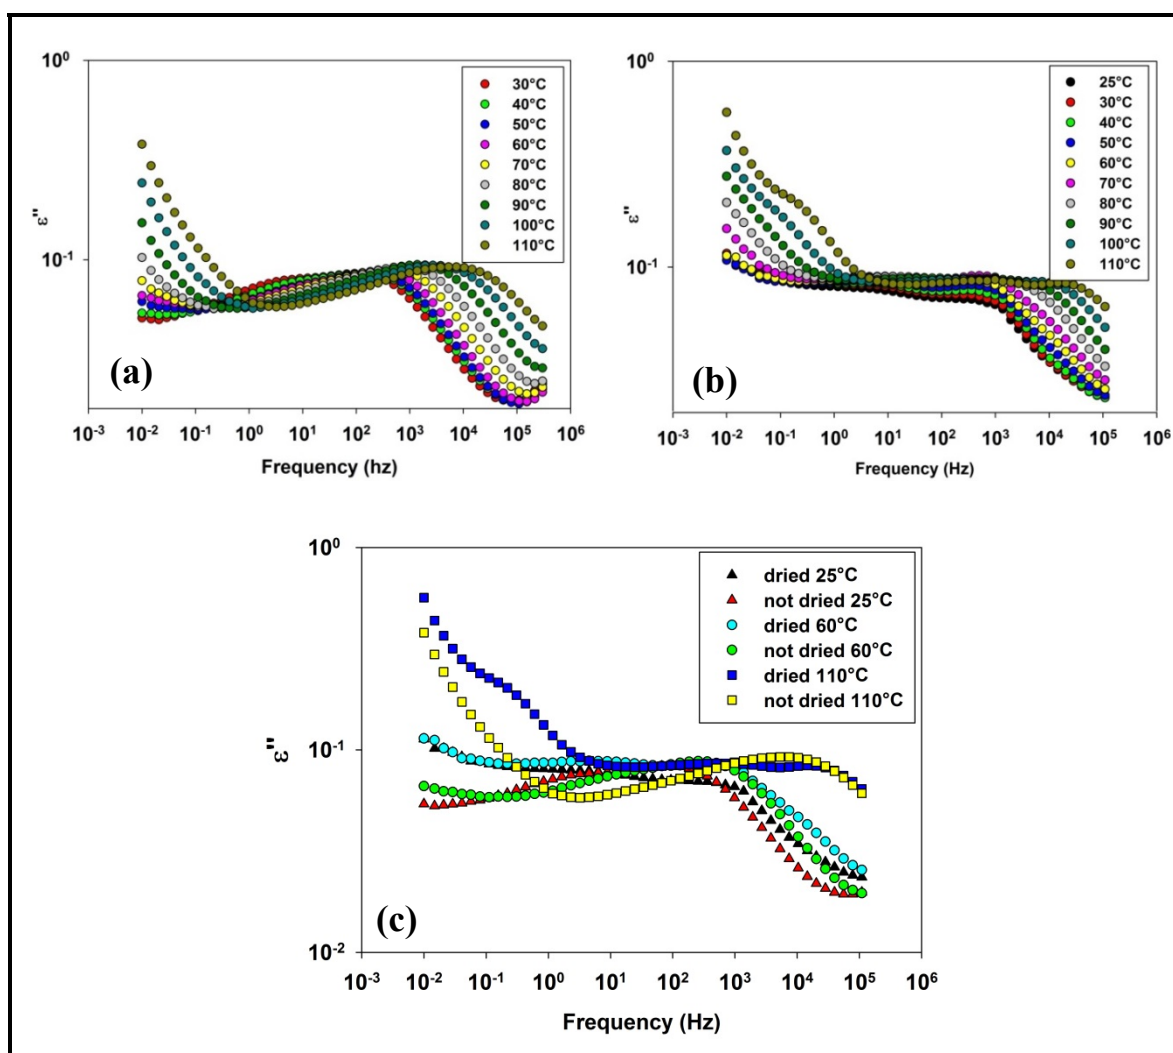 10⁰
10⁻¹
ε"
30°C
40°C
50°C
60°C
70°C
80°C
90°C
100°C
110°C
(a)
10⁻³ 10⁻² 10⁻¹ 10⁰ 10¹ 10² 10³ 10⁴ 10⁵ 10⁶
Frequency (hz)
10⁰
10⁻¹
ε"
25°C
30°C
40°C
50°C
60°C
70°C
80°C
90°C
100°C
110°C
(b)
10⁻³ 10⁻² 10⁻¹ 10⁰ 10¹ 10² 10³ 10⁴ 10⁵ 10⁶
Frequency (Hz)
10⁰
10⁻¹
10⁻²
ε"
dried 25°C
not dried 25°C
dried 60°C
not dried 60°C
dried 110°C
not dried 110°C
(c)
10⁻³ 10⁻² 10⁻¹ 10⁰ 10¹ 10² 10³ 10⁴ 10⁵ 10⁶
Frequency (Hz)